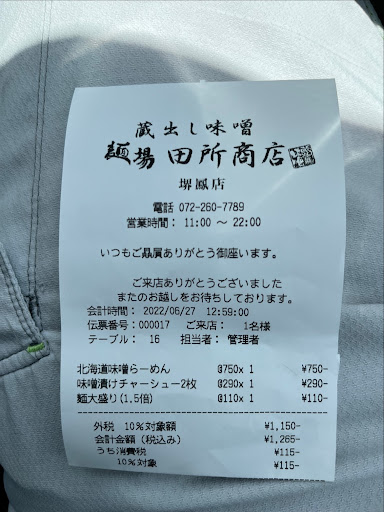 蔵出し味噌
麺場 田所商店
堺鳳店
電話 072-260-7789
営業時間: 11:00 ～ 22:00
いつもご贔屓ありがとう御座います。
ご来店ありがとうございました
またのお越しをお待ちしております。
会計時間: 2022/06/27 12:59:00
伝票番号:000017 ご来店: 1名様
テーブル: 16 担当者: 管理者
北海道味噌らーめん @750x 1 ¥750-
味噌漬けチャーシュー2枚 @290x 1 ¥290-
麺大盛り(1.5倍) @110x 1 ¥110-
外税 10%対象額 ¥1,150-
会計金額(税込み) ¥1,265-
うち消費税 ¥115-
10%対象 ¥115-